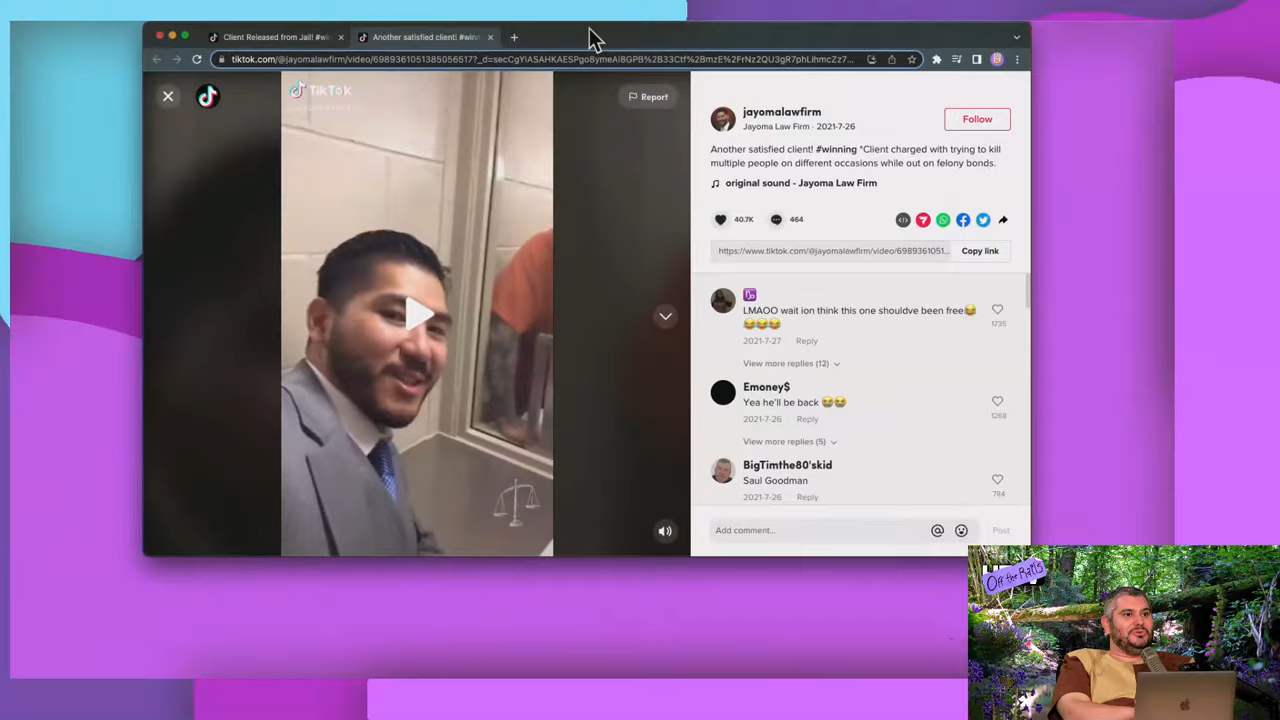 Client Released from Jail! #wi
Another satisfied client! #winn
tiktok.com/@jayomalawfirm/video/6989361051385056517?_d=secCgYIASAHKAESPgo8ymeAi8GPB%2B33Ctf%2BmzE%2FrNz2QU3gR7phLihmcZz7...
TikTok
Report
jayomalawfirm
Jayoma Law Firm · 2021-7-26
Follow
Another satisfied client! #winning *Client charged with trying to kill
multiple people on different occasions while out on felony bonds.
original sound - Jayoma Law Firm
40.7K
464
https://www.tiktok.com/@jayomalawfirm/video/6989361051...
Copy link
LMAOO wait ion think this one shouldve been free😂
😂😂😂
1735
2021-7-27 Reply
View more replies (12)
Emoney$
Yea he'll be back 😂😂
1268
2021-7-26 Reply
View more replies (5)
BigTimthe80'skid
Saul Goodman
784
2021-7-26 Reply
Add comment...
Post
Off the Rails